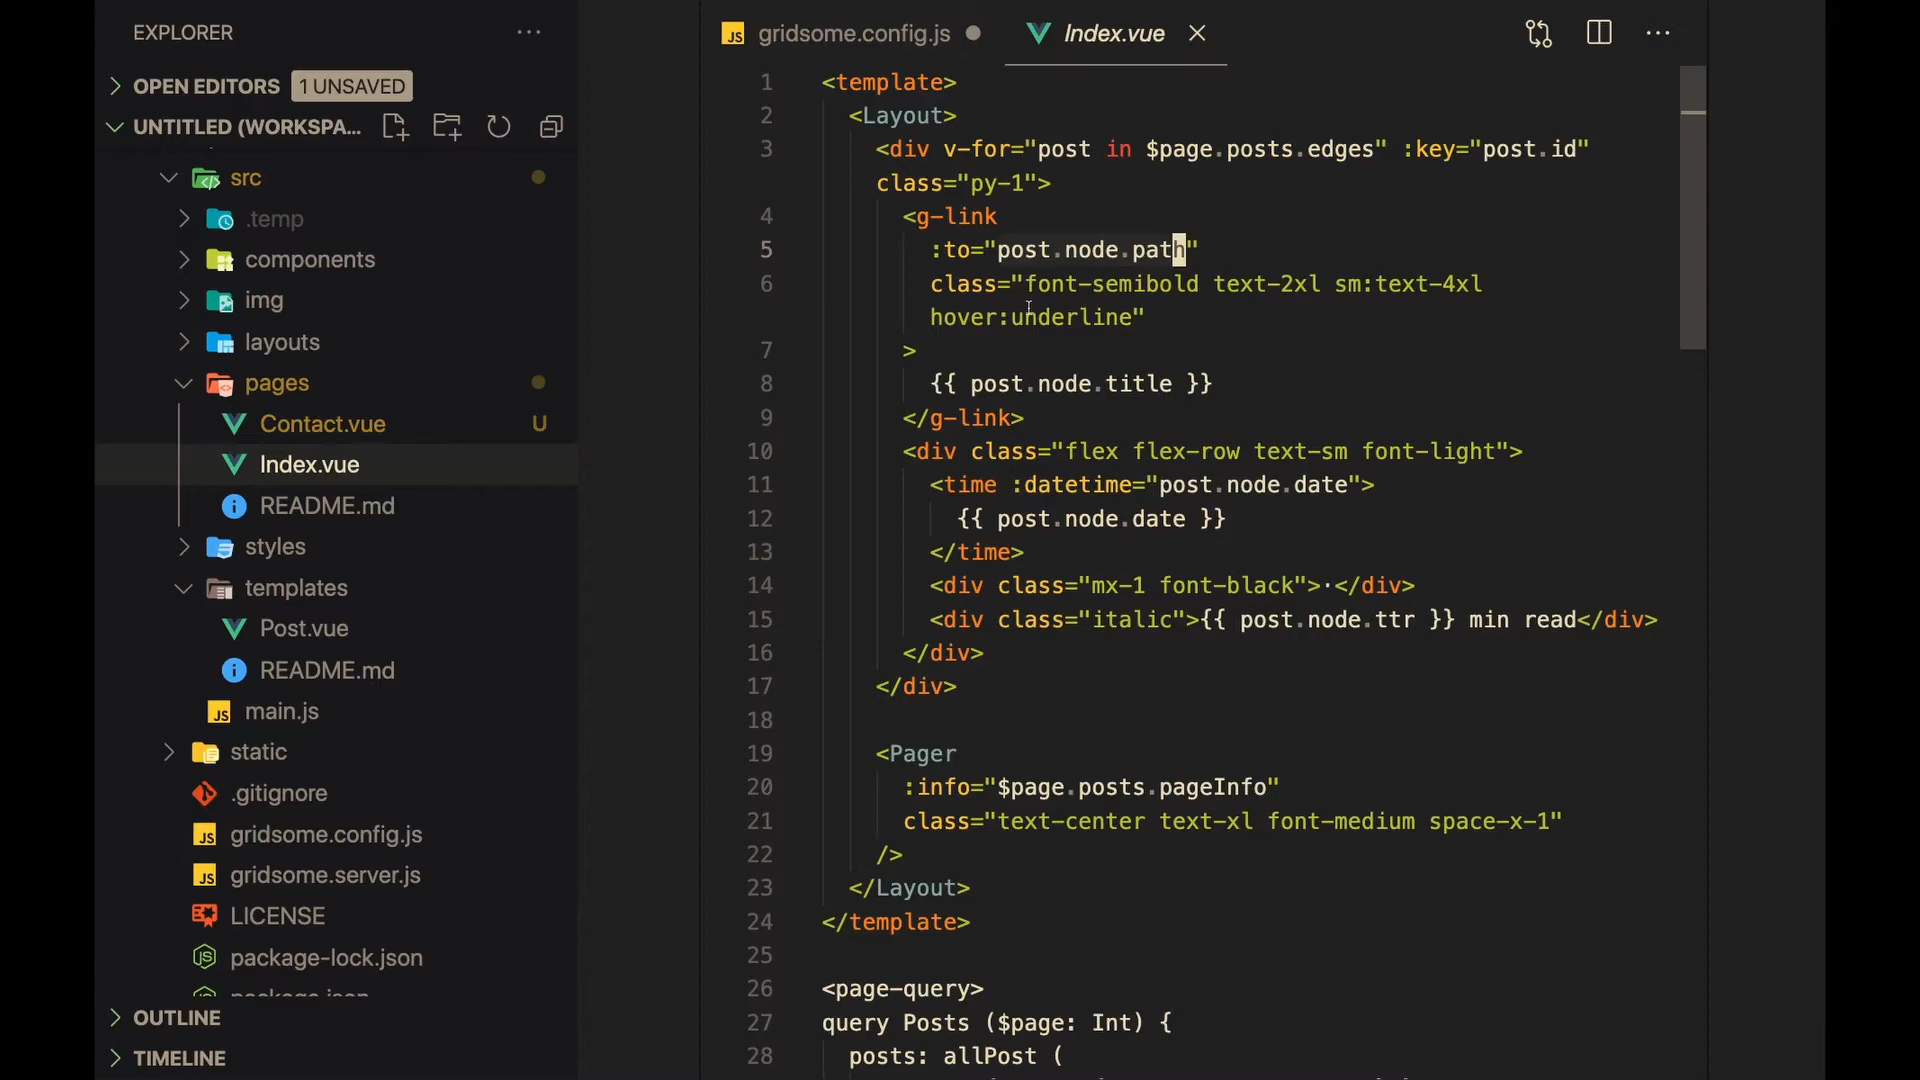 EXPLORER
OPEN EDITORS 1 UNSAVED
UNTITLED (WORKSPA...
src
.temp
components
img
layouts
pages
Contact.vue U
Index.vue
README.md
styles
templates
Post.vue
README.md
main.js
static
.gitignore
gridsome.config.js
gridsome.server.js
LICENSE
package-lock.json
package.json
OUTLINE
TIMELINE
gridsome.config.js
Index.vue
1 <template>
2 <Layout>
3 <div v-for="post in $page.posts.edges" :key="post.id"
class="py-1">
4 <g-link
5 :to="post.node.path"
6 class="font-semibold text-2xl sm:text-4xl
hover:underline"
7 >
8 {{ post.node.title }}
9 </g-link>
10 <div class="flex flex-row text-sm font-light">
11 <time :datetime="post.node.date">
12 {{ post.node.date }}
13 </time>
14 <div class="mx-1 font-black">·</div>
15 <div class="italic">{{ post.node.ttr }} min read</div>
16 </div>
17 </div>
18
19 <Pager
20 :info="$page.posts.pageInfo"
21 class="text-center text-xl font-medium space-x-1"
22 />
23 </Layout>
24 </template>
25
26 <page-query>
27 query Posts ($page: Int) {
28 posts: allPost (